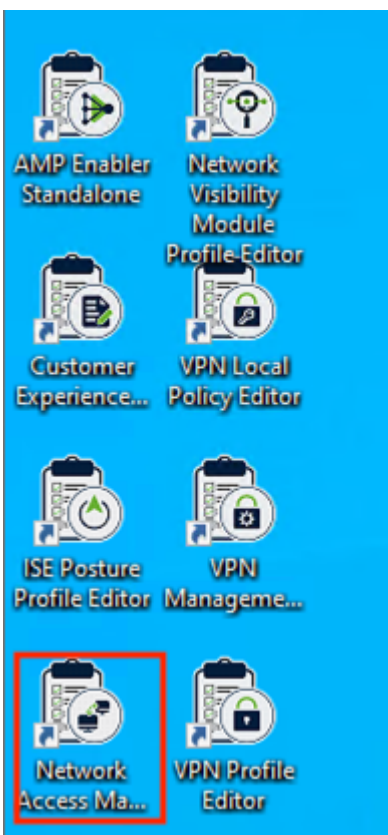 AMP Enabler
Standalone
Network
Visibility
Module
Profile Editor
Customer
Experience...
VPN Local
Policy Editor
ISE Posture
Profile Editor
VPN
Manageme...
Network
Access Ma...
VPN Profile
Editor